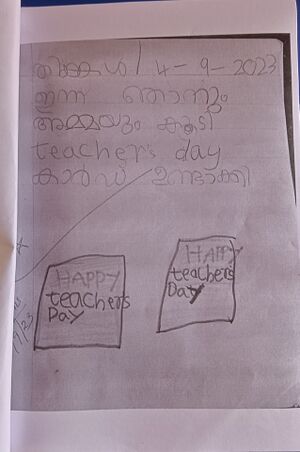 തിങ്കൾ / 4-9-2023
ഇന്ന് ഞാനും
അമ്മയും കൂടി
teacher's day
കാർഡ് ഉണ്ടാക്കി
HAPPY
teachers
Day
HAPPY
teachers
Day